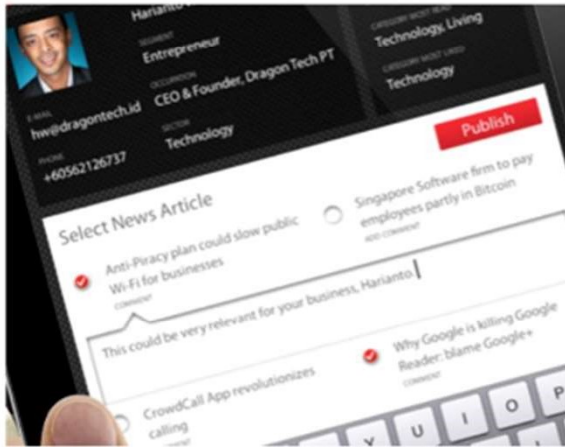 Harianto
SEGMENT
Entrepreneur
E-MAIL
hw@dragontech.id
OCCUPATION
CEO & Founder, Dragon Tech PT
PHONE
+60562126737
SECTOR
Technology
CATEGORY MOST READ
Technology, Living
CATEGORY MOST LIKED
Technology
Publish
Select News Article
Anti-Piracy plan could slow public
Wi-Fi for businesses
COMMENT
Singapore Software firm to pay
employees partly in Bitcoin
ADD COMMENT
This could be very relevant for your business, Harianto.
CrowdCall App revolutionizes
calling
Why Google is killing Google
Reader: blame Google+
COMMENT
Y U I O P